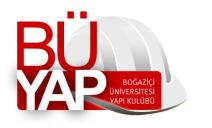 BÜ
YAP
BOĞAZİÇİ
ÜNİVERSİTESİ
YAPI KULÜBÜ